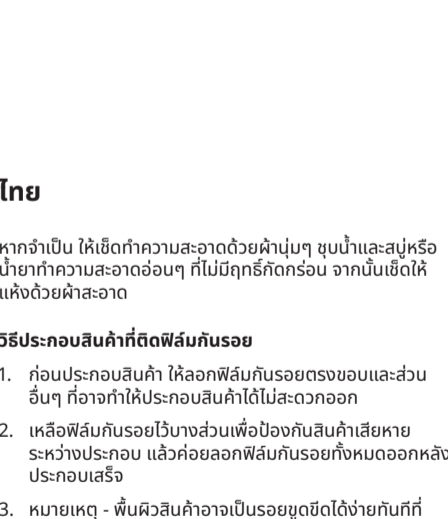 ไทย
หากจำเป็น ให้เช็ดทำความสะอาดด้วยผ้านุ่มๆ ชุบน้ำและสบู่หรือ
น้ำยาทำความสะอาดอ่อนๆ ที่ไม่มีฤทธิ์กัดกร่อน จากนั้นเช็ดให้
แห้งด้วยผ้าสะอาด
วิธีประกอบสินค้าที่ติดฟิล์มกันรอย
1. ก่อนประกอบสินค้า ให้ลอกฟิล์มกันรอยตรงขอบและส่วน
อื่นๆ ที่อาจทำให้ประกอบสินค้าได้ไม่สะดวกออก
2. เหลือฟิล์มกันรอยไว้บางส่วนเพื่อป้องกันสินค้าเสียหาย
ระหว่างประกอบ แล้วค่อยลอกฟิล์มกันรอยทั้งหมดออกหลัง
ประกอบเสร็จ
3. หมายเหตุ - พื้นผิวสินค้าอาจเป็นรอยขูดขีดได้ง่ายทันทีที่